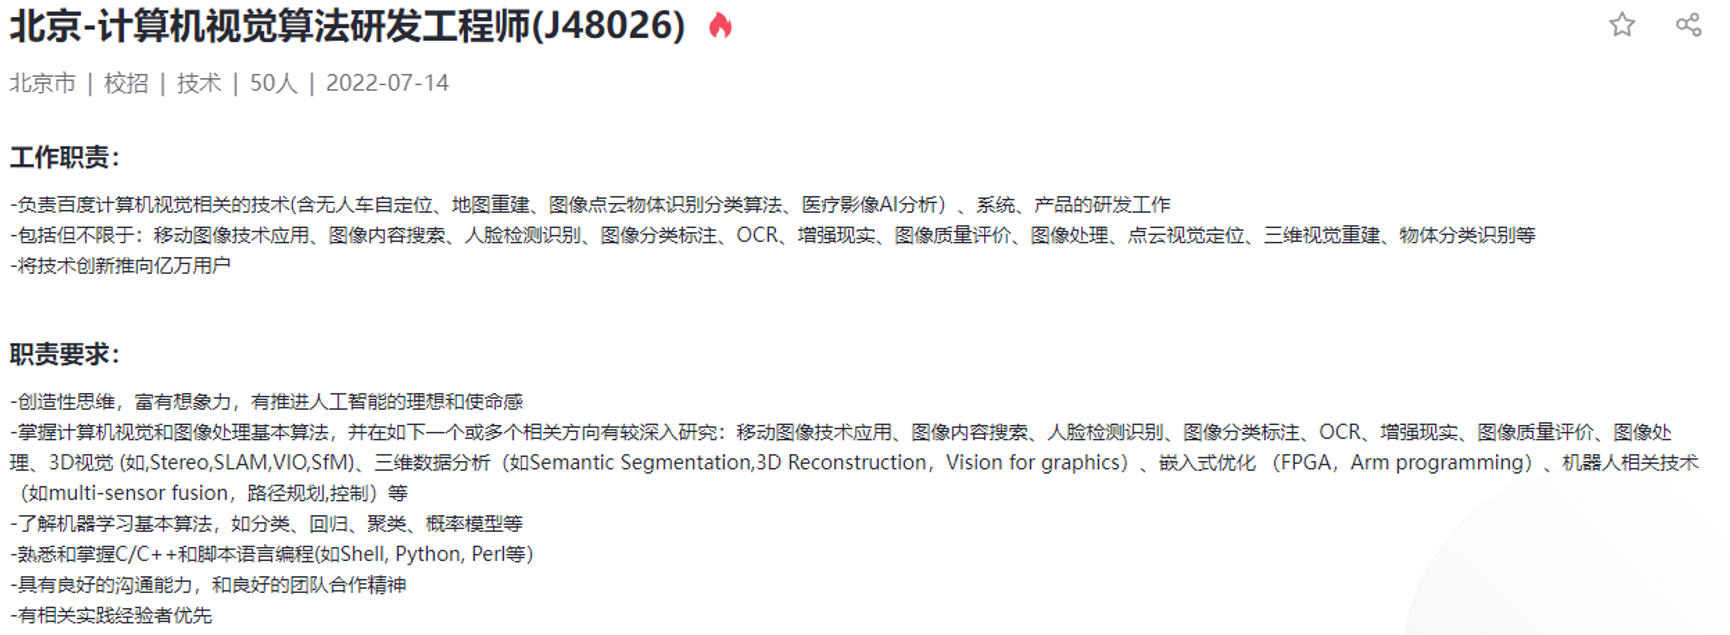 北京-计算机视觉算法研发工程师(J48026)
北京市 | 校招 | 技术 | 50人 | 2022-07-14
工作职责：
-负责百度计算机视觉相关的技术(含无人车自定位、地图重建、图像点云物体识别分类算法、医疗影像AI分析）、系统、产品的研发工作
-包括但不限于：移动图像技术应用、图像内容搜索、人脸检测识别、图像分类标注、OCR、增强现实、图像质量评价、图像处理、点云视觉定位、三维视觉重建、物体分类识别等
-将技术创新推向亿万用户
职责要求：
-创造性思维，富有想象力，有推进人工智能的理想和使命感
-掌握计算机视觉和图像处理基本算法，并在如下一个或多个相关方向有较深入研究：移动图像技术应用、图像内容搜索、人脸检测识别、图像分类标注、OCR、增强现实、图像质量评价、图像处
理、3D视觉 (如,Stereo,SLAM,VIO,SfM)、三维数据分析（如Semantic Segmentation,3D Reconstruction，Vision for graphics）、嵌入式优化 （FPGA，Arm programming）、机器人相关技术
（如multi-sensor fusion，路径规划,控制）等
-了解机器学习基本算法，如分类、回归、聚类、概率模型等
-熟悉和掌握C/C++和脚本语言编程(如Shell, Python, Perl等)
-具有良好的沟通能力，和良好的团队合作精神
-有相关实践经验者优先